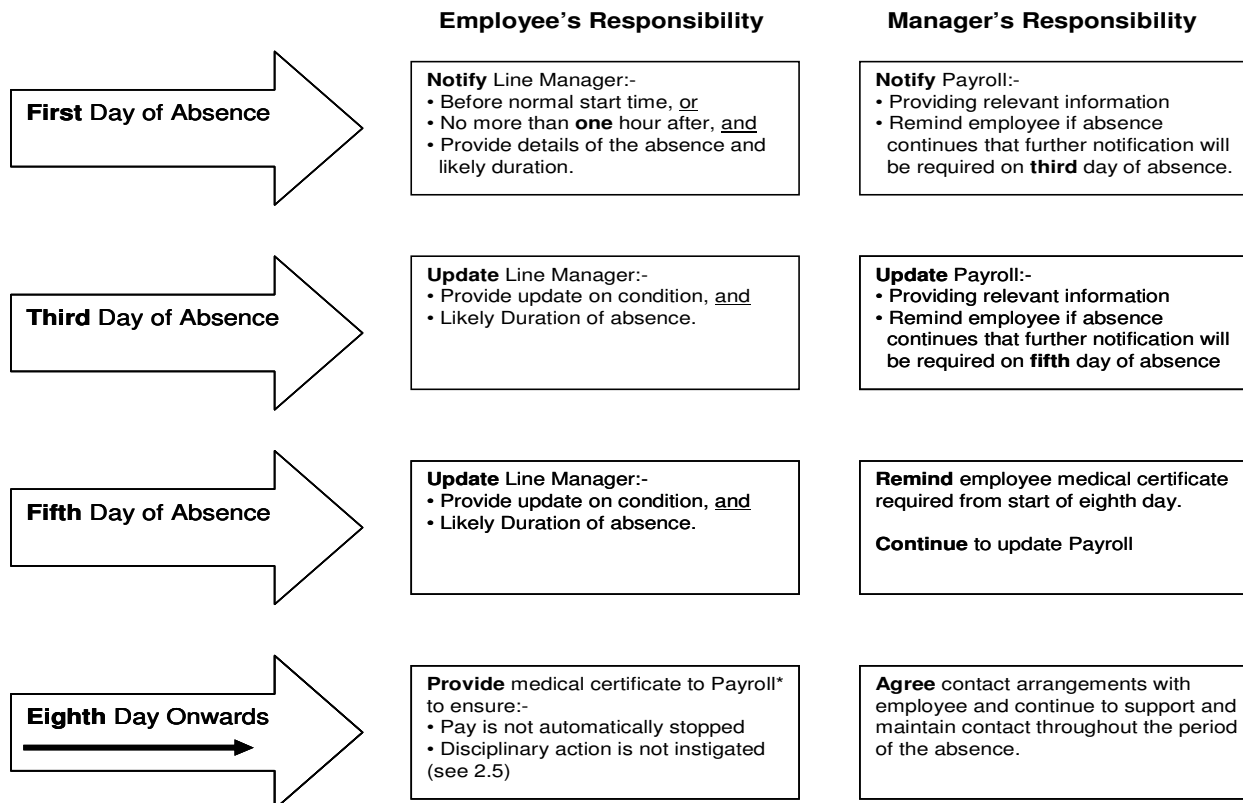 Employee's Responsibility
Manager's Responsibility
First Day of Absence
Notify Line Manager:-
• Before normal start time, or
• No more than one hour after, and
• Provide details of the absence and
likely duration.
Notify Payroll:-
• Providing relevant information
• Remind employee if absence
continues that further notification will
be required on third day of absence.
Third Day of Absence
Update Line Manager:-
• Provide update on condition, and
• Likely Duration of absence.
Update Payroll:-
• Providing relevant information
• Remind employee if absence
continues that further notification will
be required on fifth day of absence
Fifth Day of Absence
Update Line Manager:-
• Provide update on condition, and
• Likely Duration of absence.
Remind employee medical certificate
required from start of eighth day.
Continue to update Payroll
Eighth Day Onwards
Provide medical certificate to Payroll*
to ensure:-
• Pay is not automatically stopped
• Disciplinary action is not instigated
(see 2.5)
Agree contact arrangements with
employee and continue to support and
maintain contact throughout the period
of the absence.